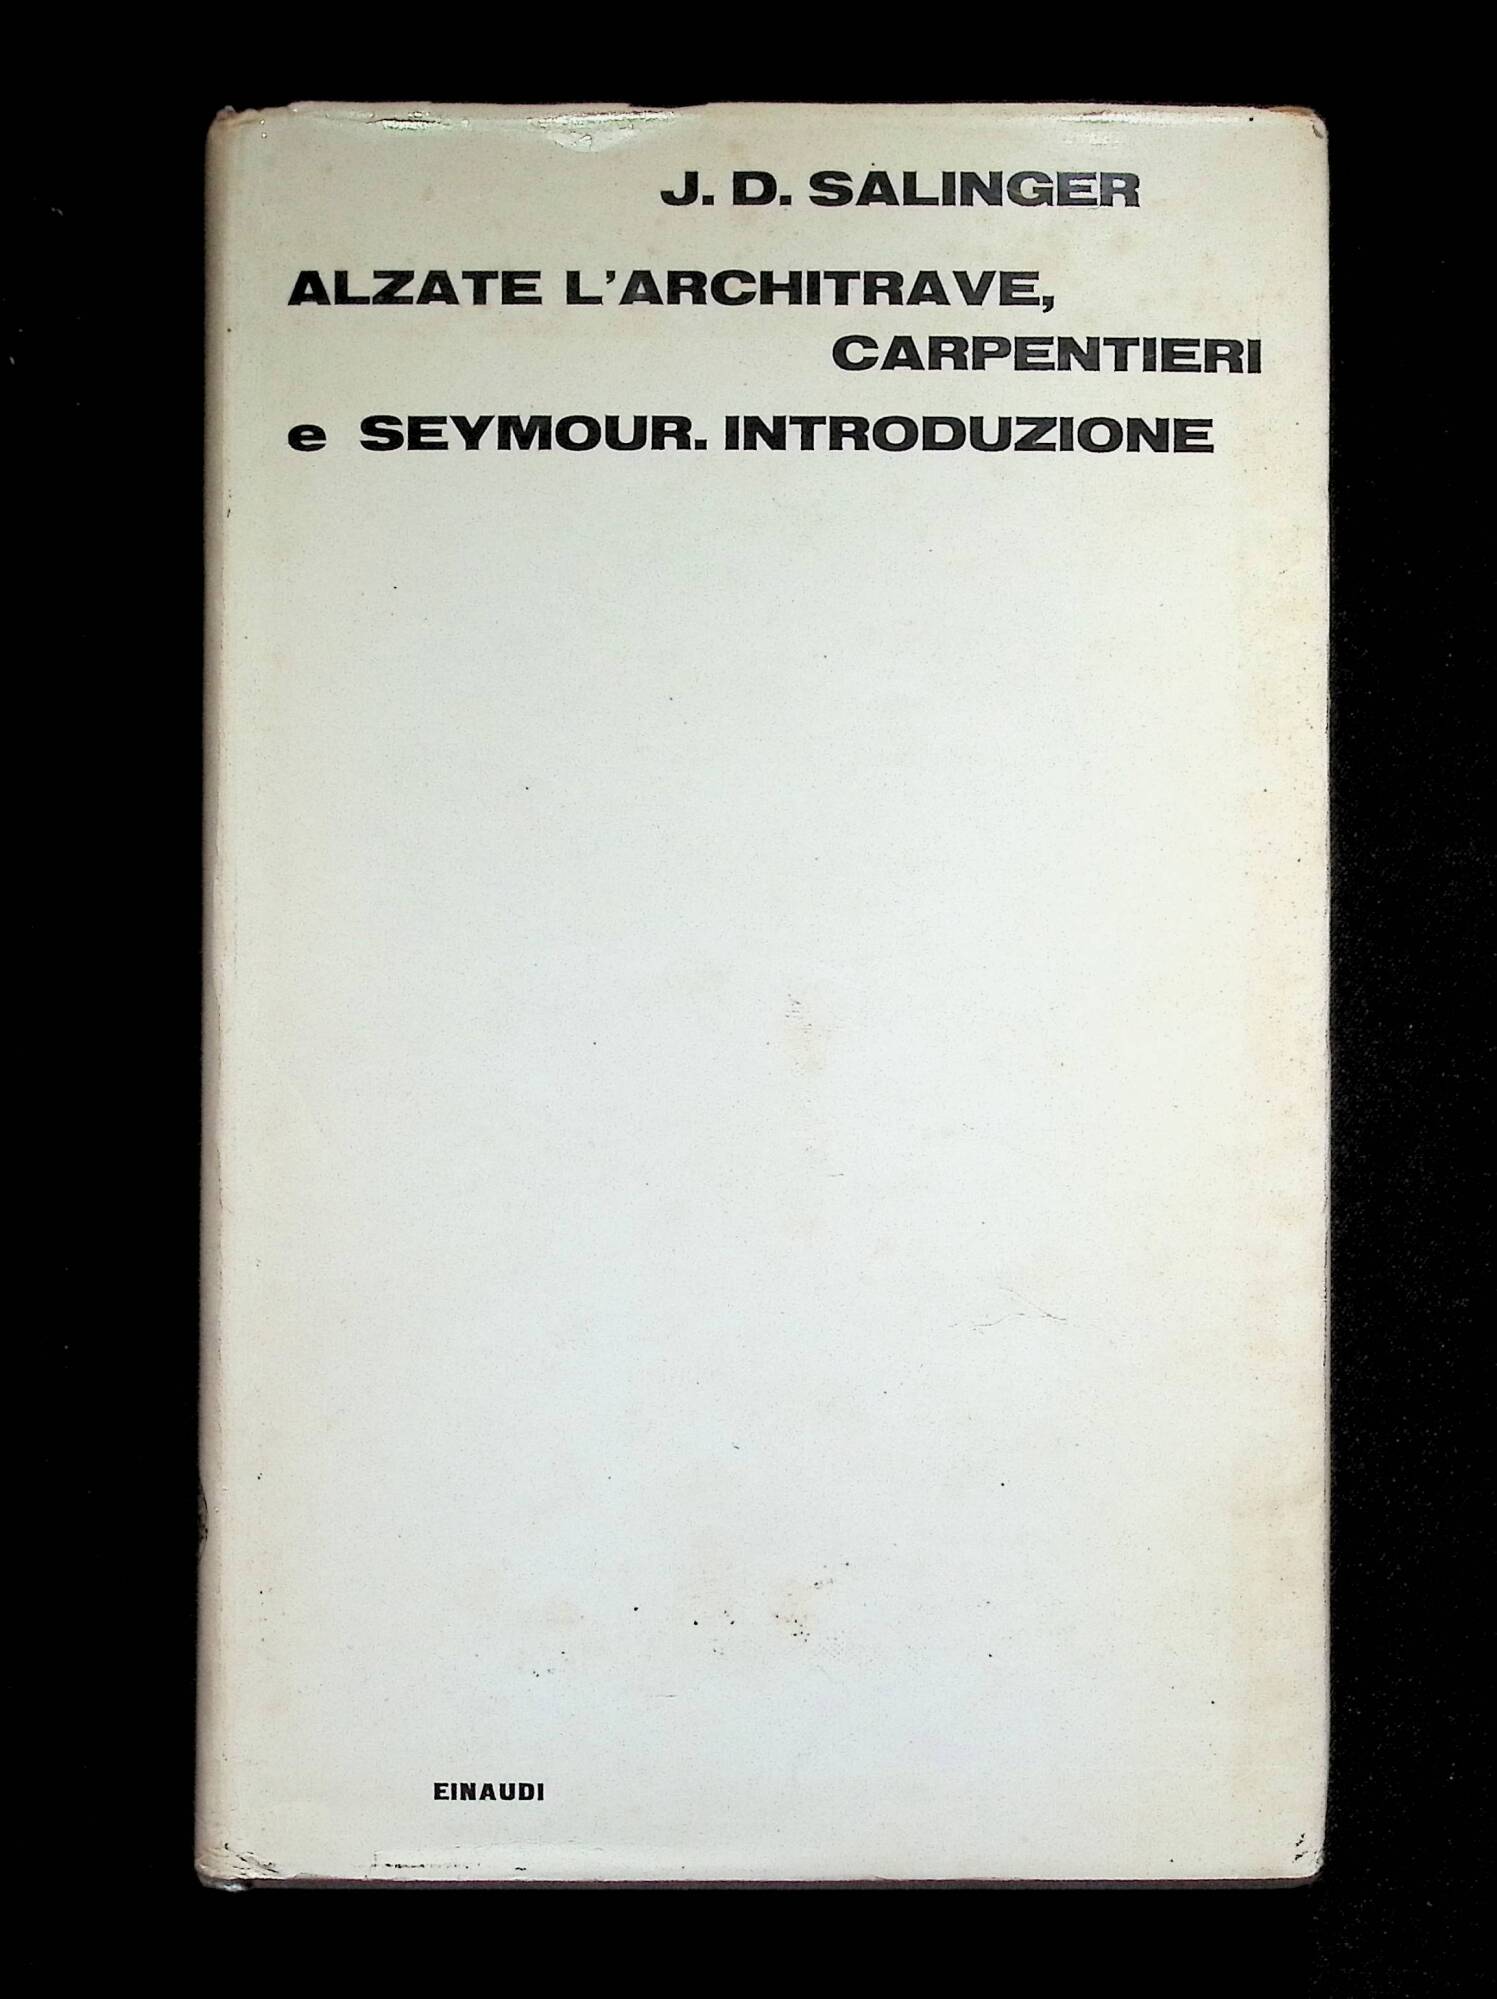 J. D. SALINGER
ALZATE L'ARCHITRAVE,
CARPENTIERI
e SEYMOUR. INTRODUZIONE
EINAUDI